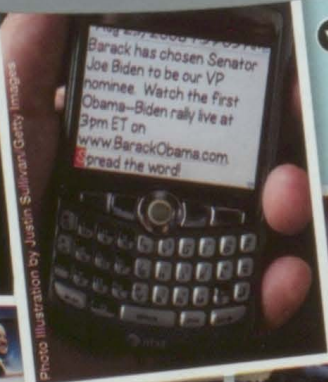 Barack has chosen Senator
Joe Biden to be our VP
nominee. Watch the first
Obama–Biden rally live at
3pm ET on
www.BarackObama.com
Spread the word!
at&t
Photo Illustration by Justin Sullivan/Getty Images